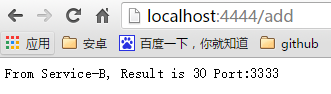 localhost:4444/add
应用 安卓 百度一下，你就知道 github
From Service-B, Result is 30 Port:3333